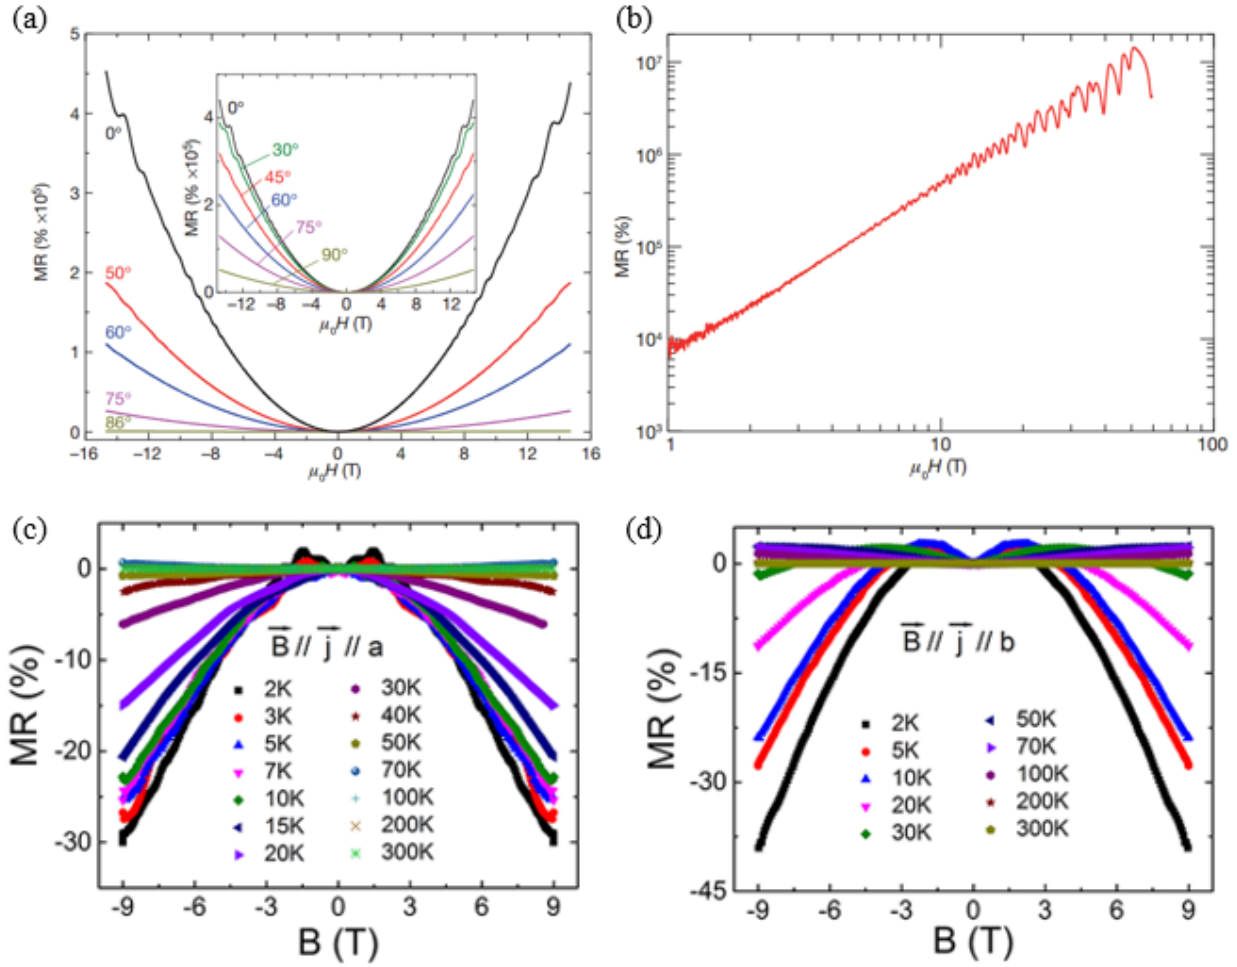 (a)
5
4
3
2
1
0
MR (% ×10⁵)
0°
50°
60°
75°
86°
−16 −12 −8 −4 0 4 8 12 16
μ₀H (T)
4
2
0
MR (% ×10⁵)
0°
30°
45°
60°
75°
90°
−12 −8 −4 0 4 8 12
μ₀H (T)
(b)
10⁷
10⁶
10⁵
10⁴
10³
MR (%)
1 10 100
μ₀H (T)
(c)
0
-10
-20
-30
MR (%)
B // j // a
2K 30K
3K 40K
5K 50K
7K 70K
10K 100K
15K 200K
20K 300K
-9 -6 -3 0 3 6 9
B (T)
(d)
0
-15
-30
-45
MR (%)
B // j // b
2K 50K
5K 70K
10K 100K
20K 200K
30K 300K
-9 -6 -3 0 3 6 9
B (T)